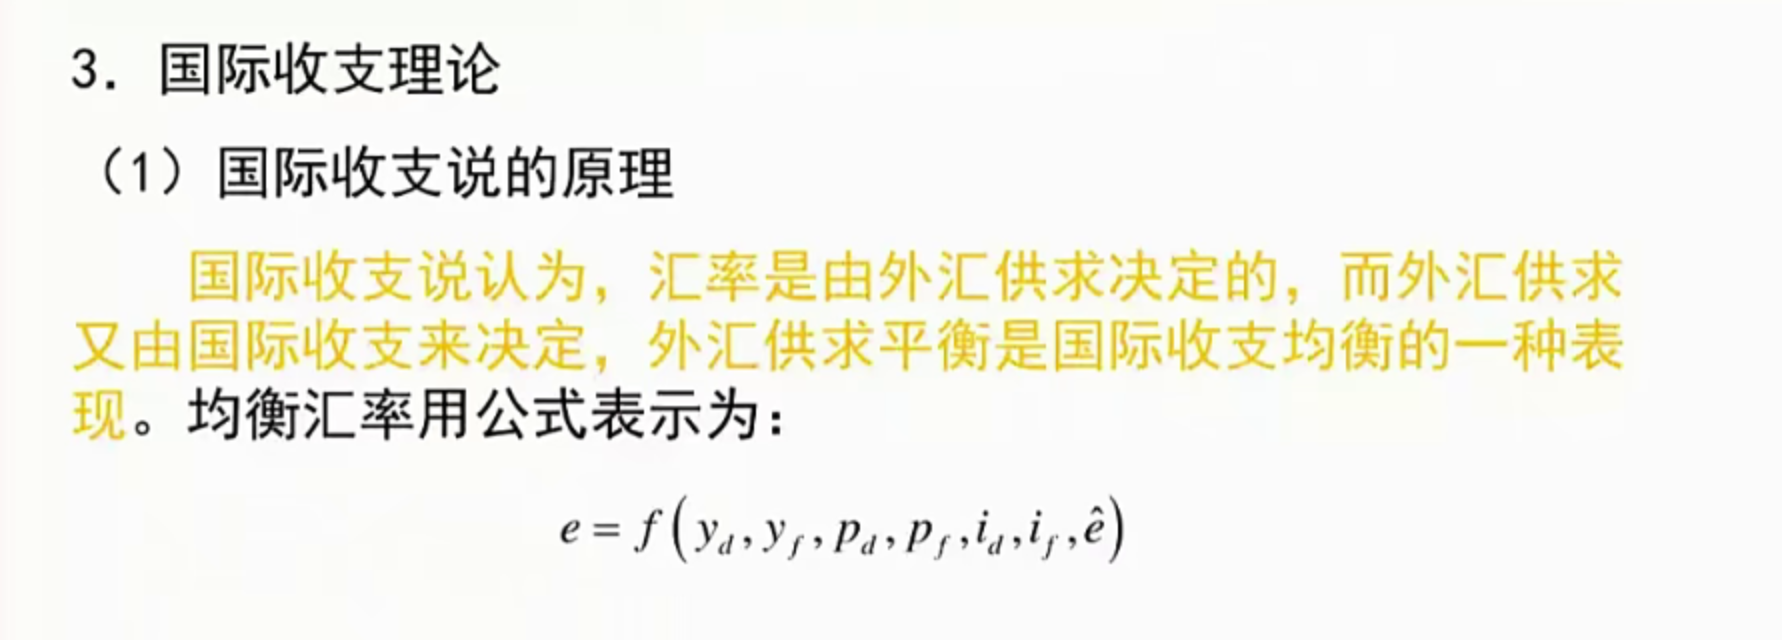 3．国际收支理论
（1）国际收支说的原理
国际收支说认为，汇率是由外汇供求决定的，而外汇供求
又由国际收支来决定，外汇供求平衡是国际收支均衡的一种表
现。均衡汇率用公式表示为：
e = f(y_d, y_f, p_d, p_f, i_d, i_f, ê)